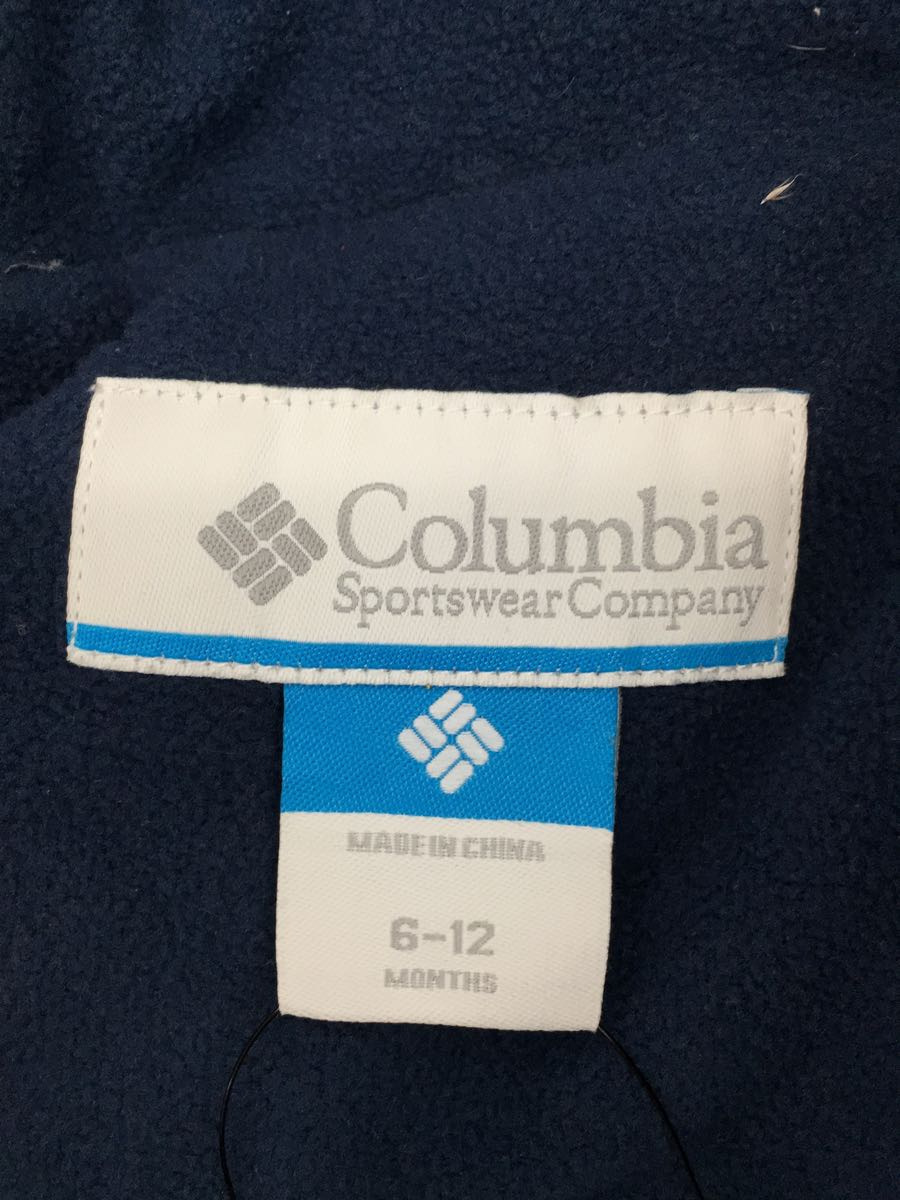 Columbia
Sportswear Company
MADE IN CHINA
6-12
MONTHS